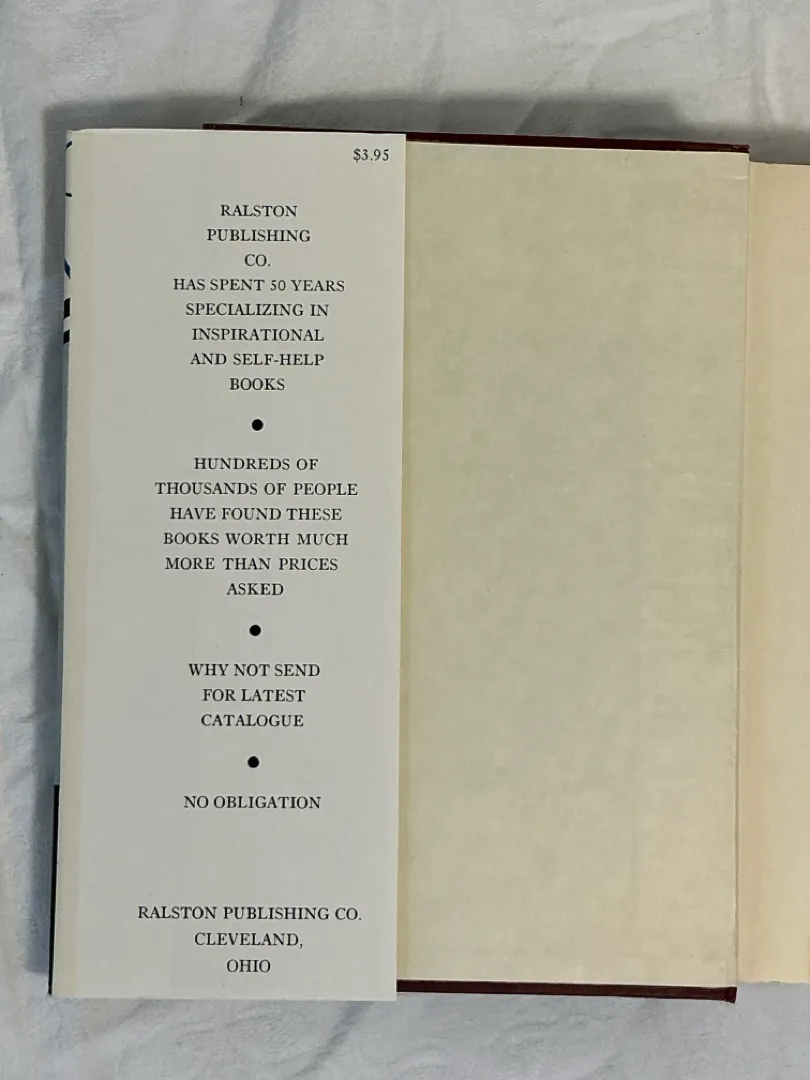 $3.95
RALSTON
PUBLISHING
CO.
HAS SPENT 50 YEARS
SPECIALIZING IN
INSPIRATIONAL
AND SELF-HELP
BOOKS
HUNDREDS OF
THOUSANDS OF PEOPLE
HAVE FOUND THESE
BOOKS WORTH MUCH
MORE THAN PRICES
ASKED
WHY NOT SEND
FOR LATEST
CATALOGUE
NO OBLIGATION
RALSTON PUBLISHING CO.
CLEVELAND,
OHIO